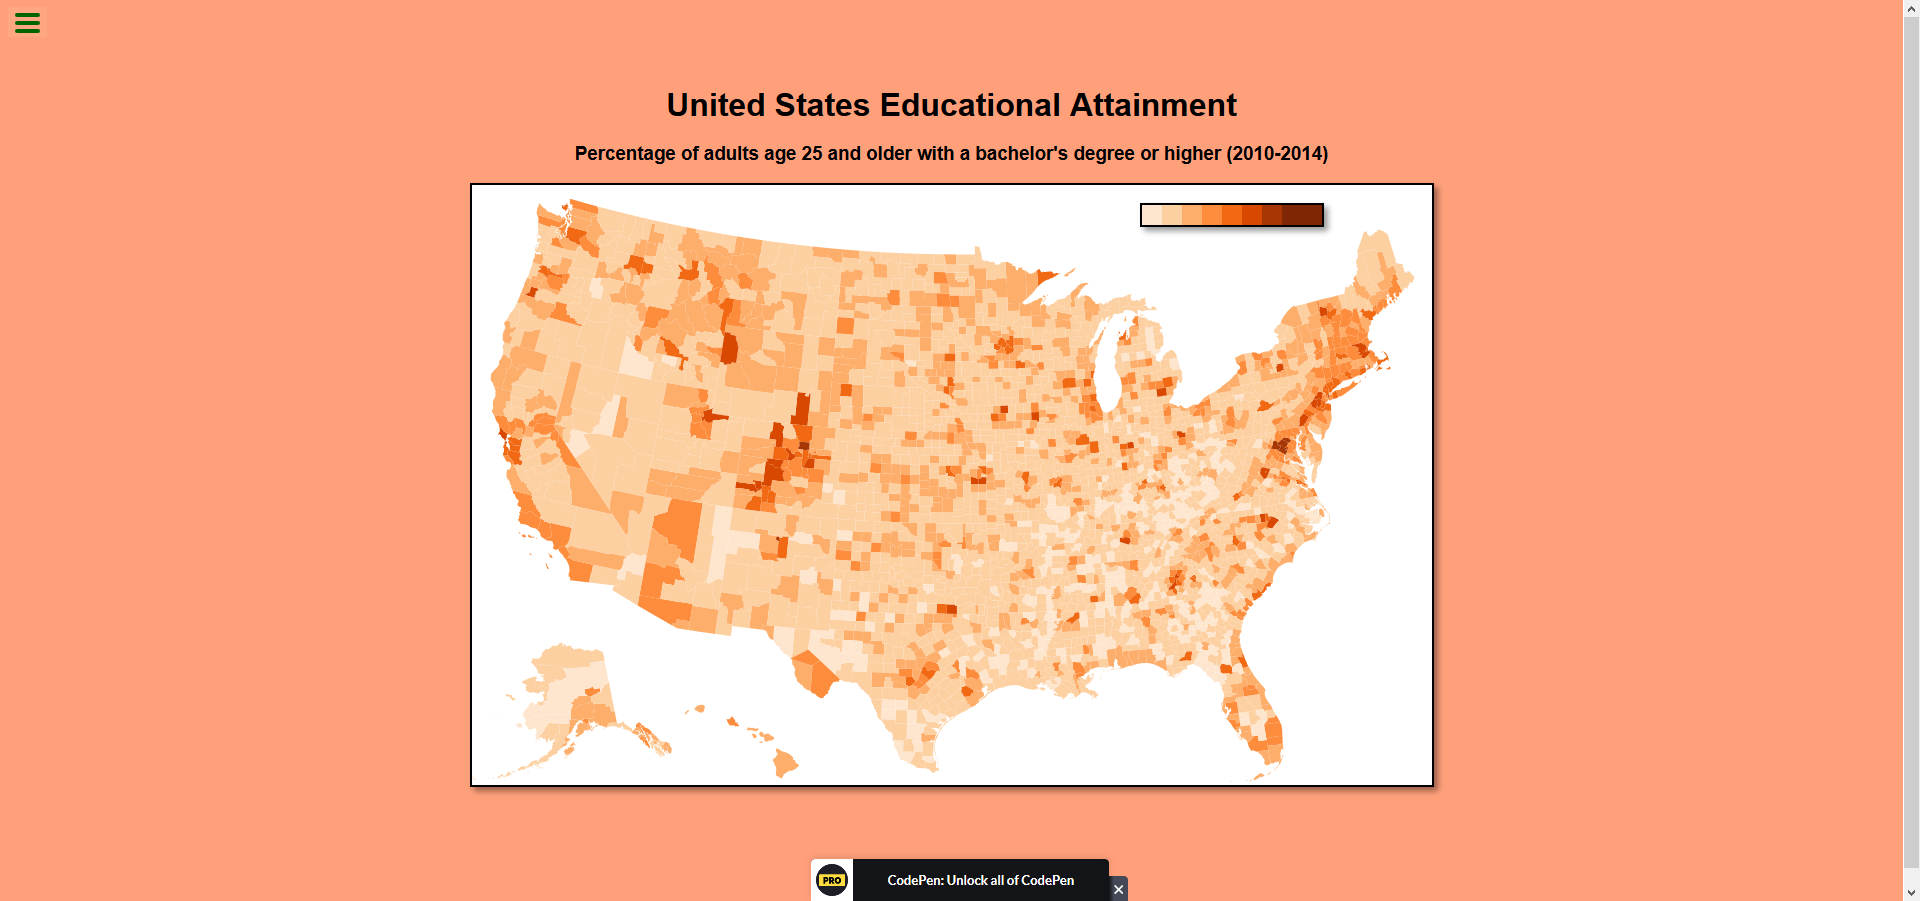 United States Educational Attainment
Percentage of adults age 25 and older with a bachelor's degree or higher (2010-2014)
PRO
CodePen: Unlock all of CodePen